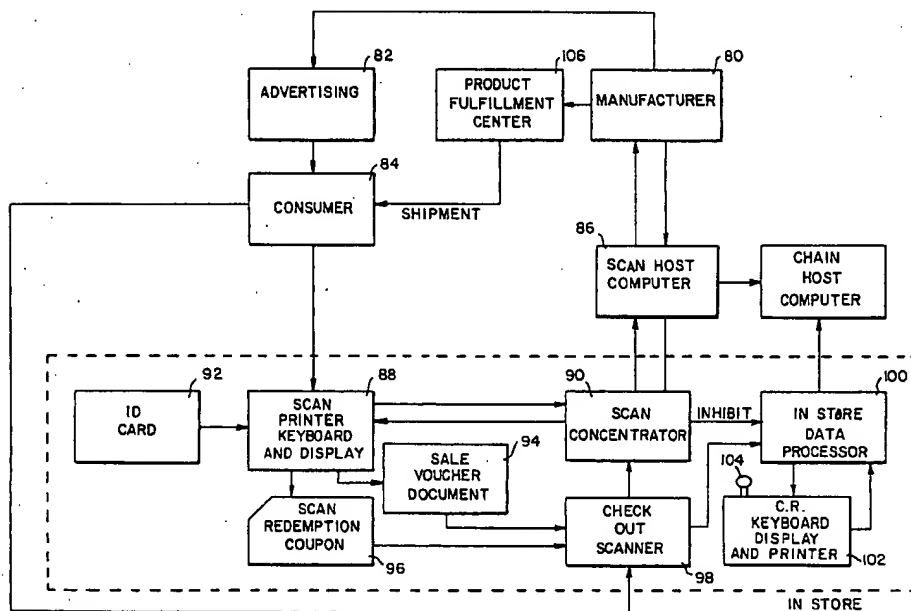 82
ADVERTISING
106
PRODUCT
FULFILLMENT
CENTER
80
MANUFACTURER
84
CONSUMER
SHIPMENT
86
SCAN HOST
COMPUTER
CHAIN
HOST
COMPUTER
92
ID
CARD
88
SCAN
PRINTER
KEYBOARD
AND DISPLAY
90
SCAN
CONCENTRATOR
INHIBIT
100
IN STORE
DATA
PROCESSOR
94
SALE
VOUCHER
DOCUMENT
SCAN
REDEMPTION
COUPON
96
CHECK
OUT
SCANNER
98
104
C.R.
KEYBOARD
DISPLAY
AND PRINTER
102
IN STORE